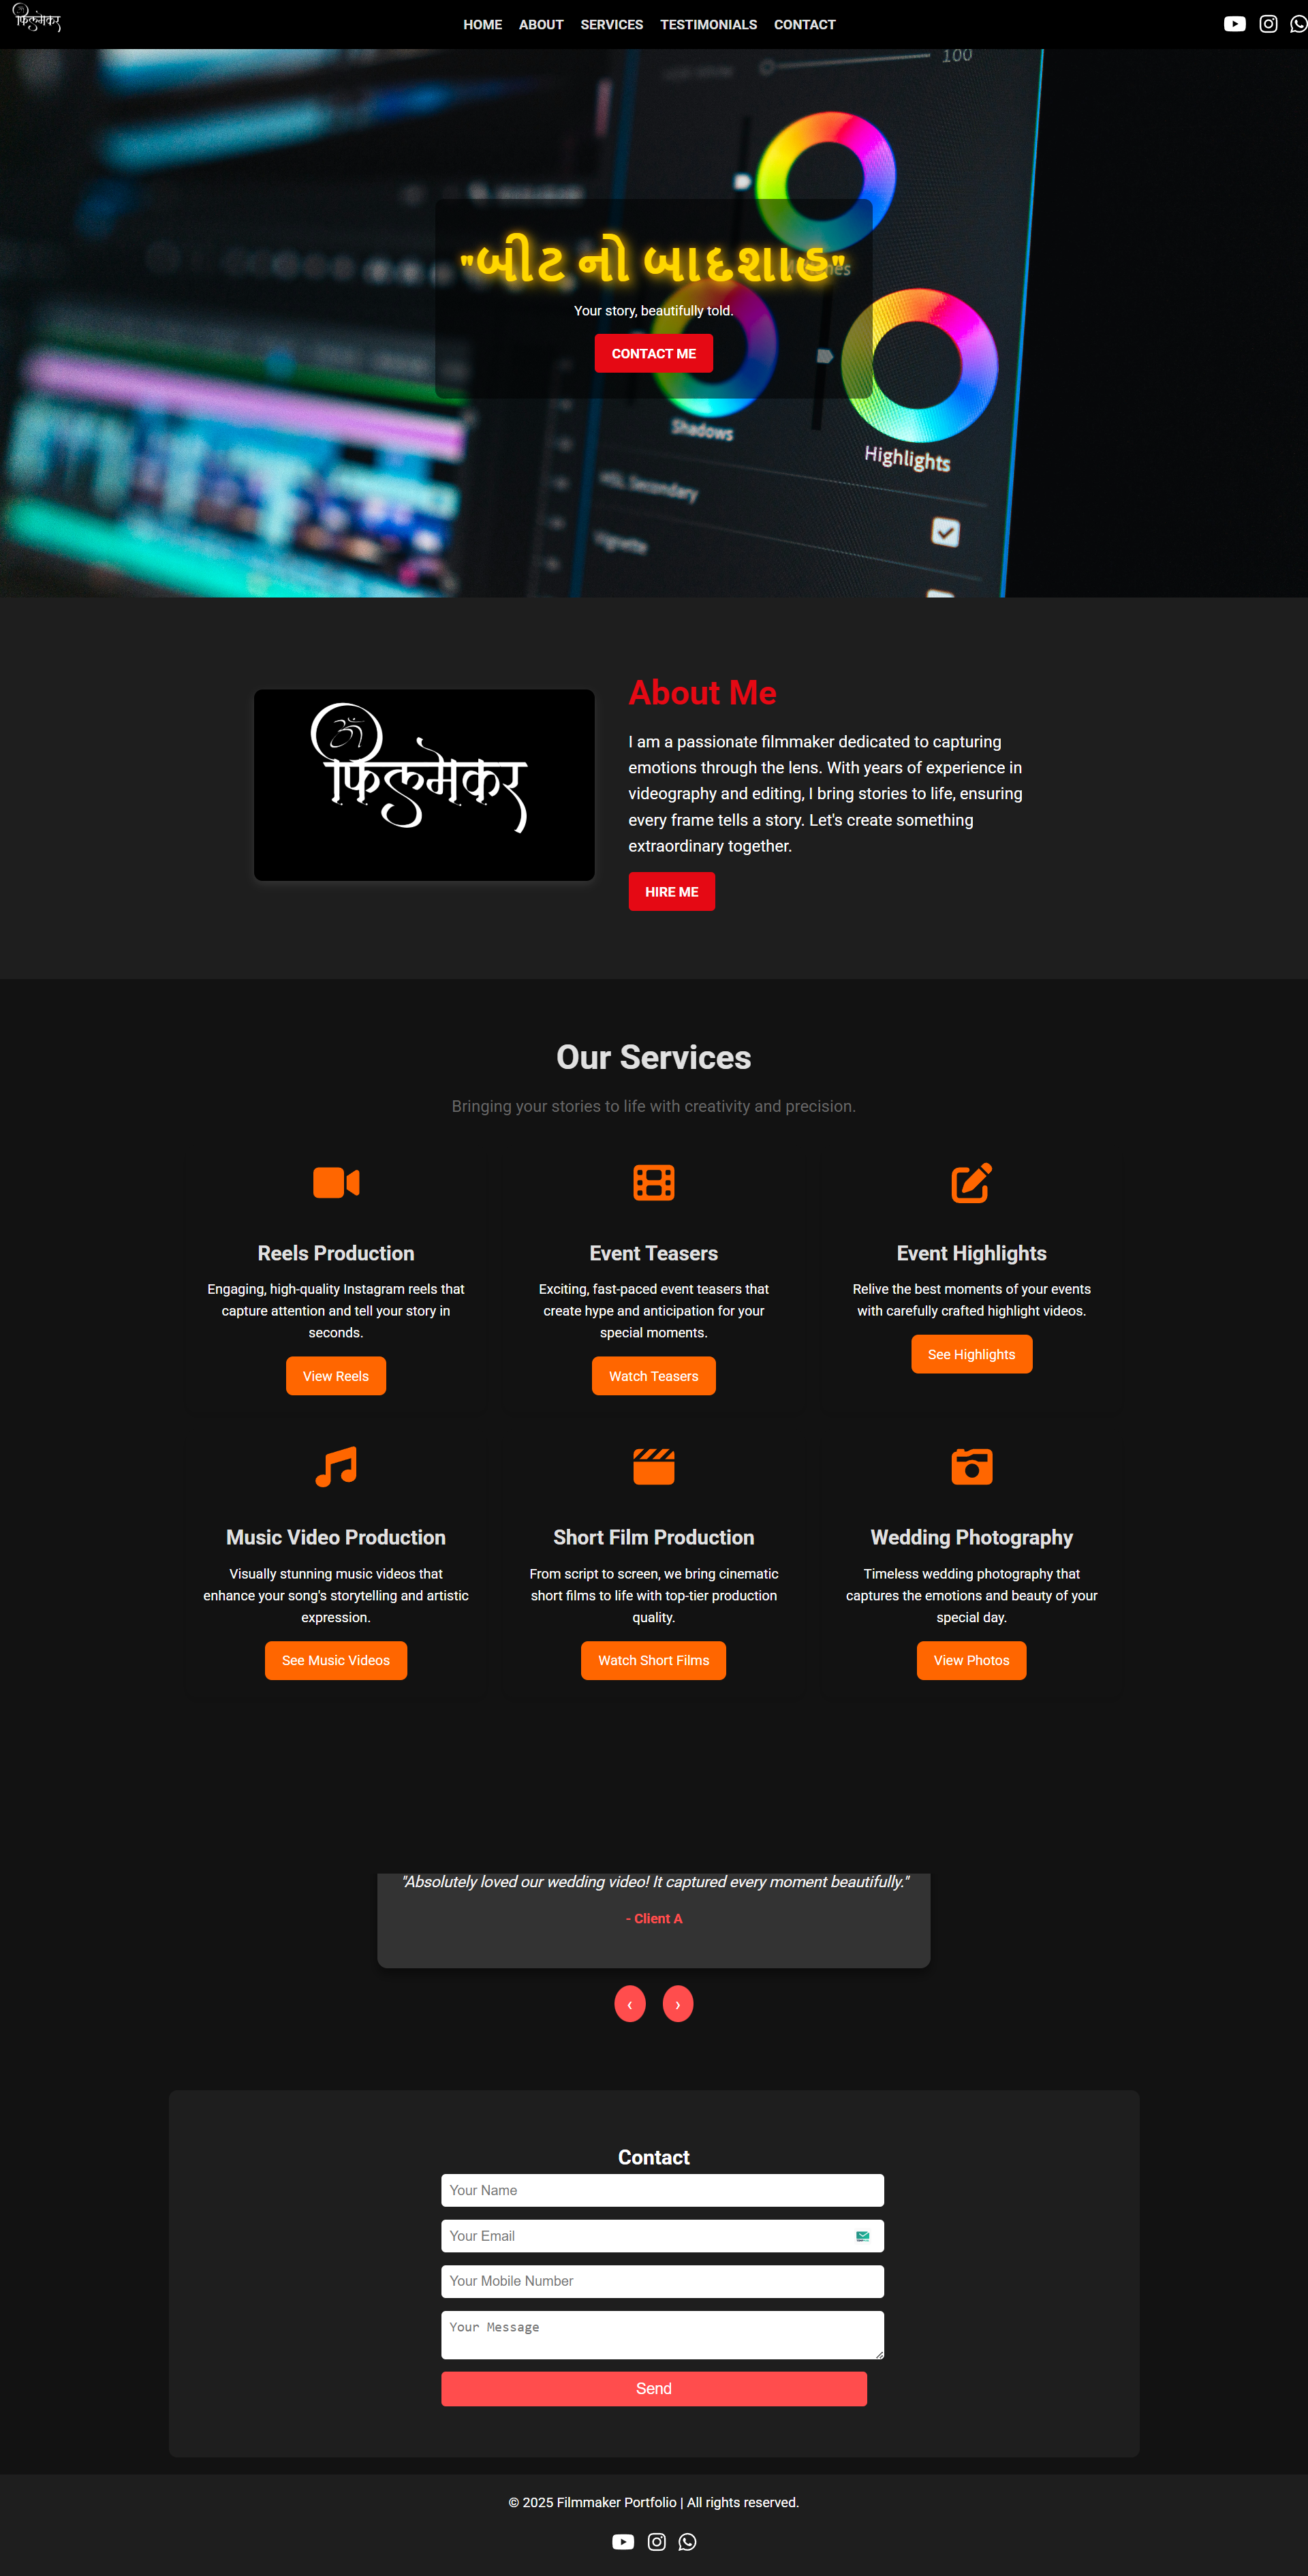 ॐ
फिल्मेकर
HOME ABOUT SERVICES TESTIMONIALS CONTACT
100
"બીટ નો બાદશાહ"
Your story, beautifully told.
CONTACT ME
Shadows
Highlights
HSL Secondary
Vignette
ॐ
फिल्मेकर
About Me
I am a passionate filmmaker dedicated to capturing
emotions through the lens. With years of experience in
videography and editing, I bring stories to life, ensuring
every frame tells a story. Let's create something
extraordinary together.
HIRE ME
Our Services
Bringing your stories to life with creativity and precision.
Reels Production
Engaging, high-quality Instagram reels that
capture attention and tell your story in
seconds.
View Reels
Event Teasers
Exciting, fast-paced event teasers that
create hype and anticipation for your
special moments.
Watch Teasers
Event Highlights
Relive the best moments of your events
with carefully crafted highlight videos.
See Highlights
Music Video Production
Visually stunning music videos that
enhance your song's storytelling and artistic
expression.
See Music Videos
Short Film Production
From script to screen, we bring cinematic
short films to life with top-tier production
quality.
Watch Short Films
Wedding Photography
Timeless wedding photography that
captures the emotions and beauty of your
special day.
View Photos
"Absolutely loved our wedding video! It captured every moment beautifully."
- Client A
‹ ›
Contact
Your Name
Your Email
Your Mobile Number
Your Message
Send
© 2025 Filmmaker Portfolio | All rights reserved.